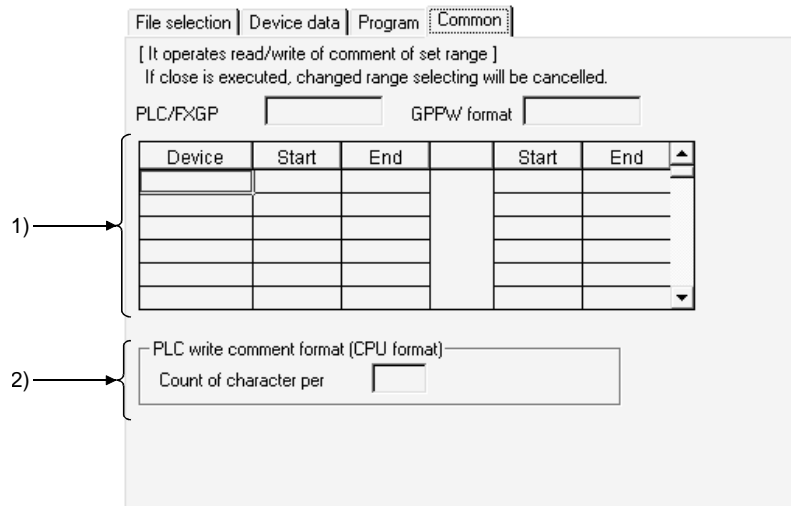 File selection Device data Program Common
[ It operates read/write of comment of set range ]
If close is executed, changed range selecting will be cancelled.
PLC/FXGP GPPW format
Device Start End Start End
1)
PLC write comment format (CPU format)
2) Count of character per